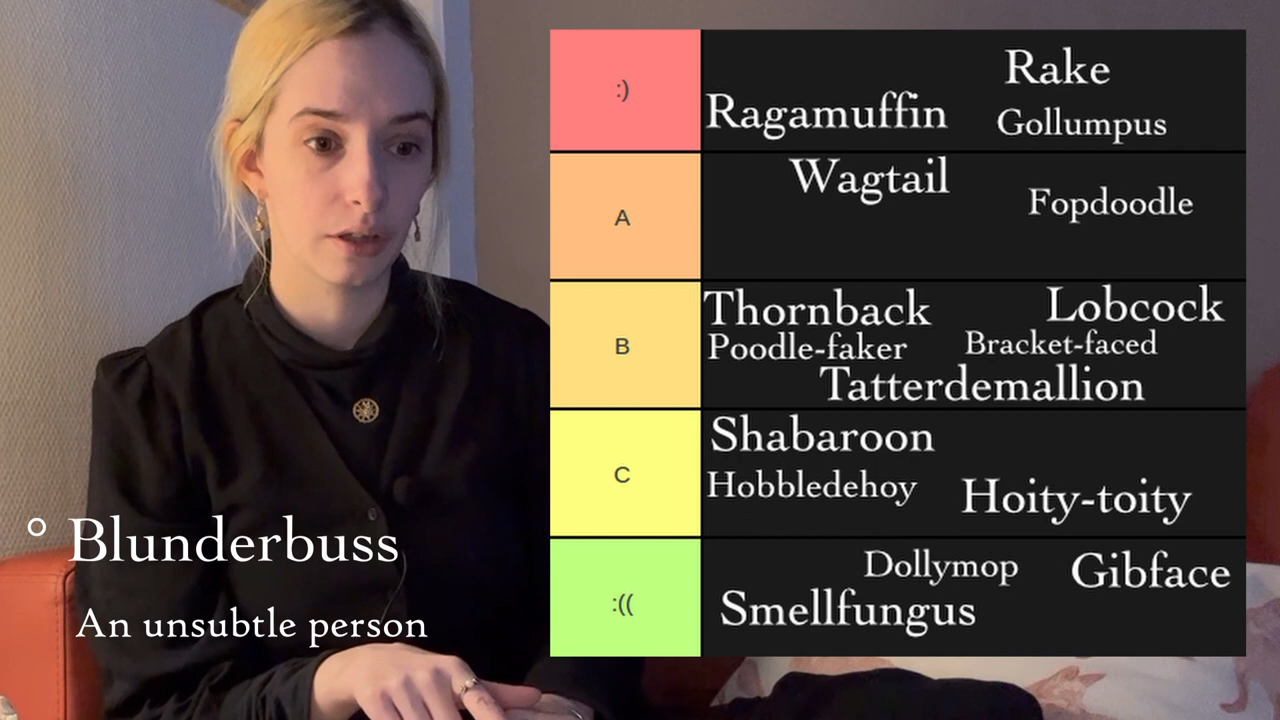 :)
Rake
Ragamuffin
Gollumpus
A
Wagtail
Fopdoodle
B
Thornback Lobcock
Poodle-faker Bracket-faced
Tatterdemallion
C
Shabaroon
Hobbledehoy Hoity-toity
:((
Dollymop Gibface
Smellfungus
° Blunderbuss
An unsubtle person